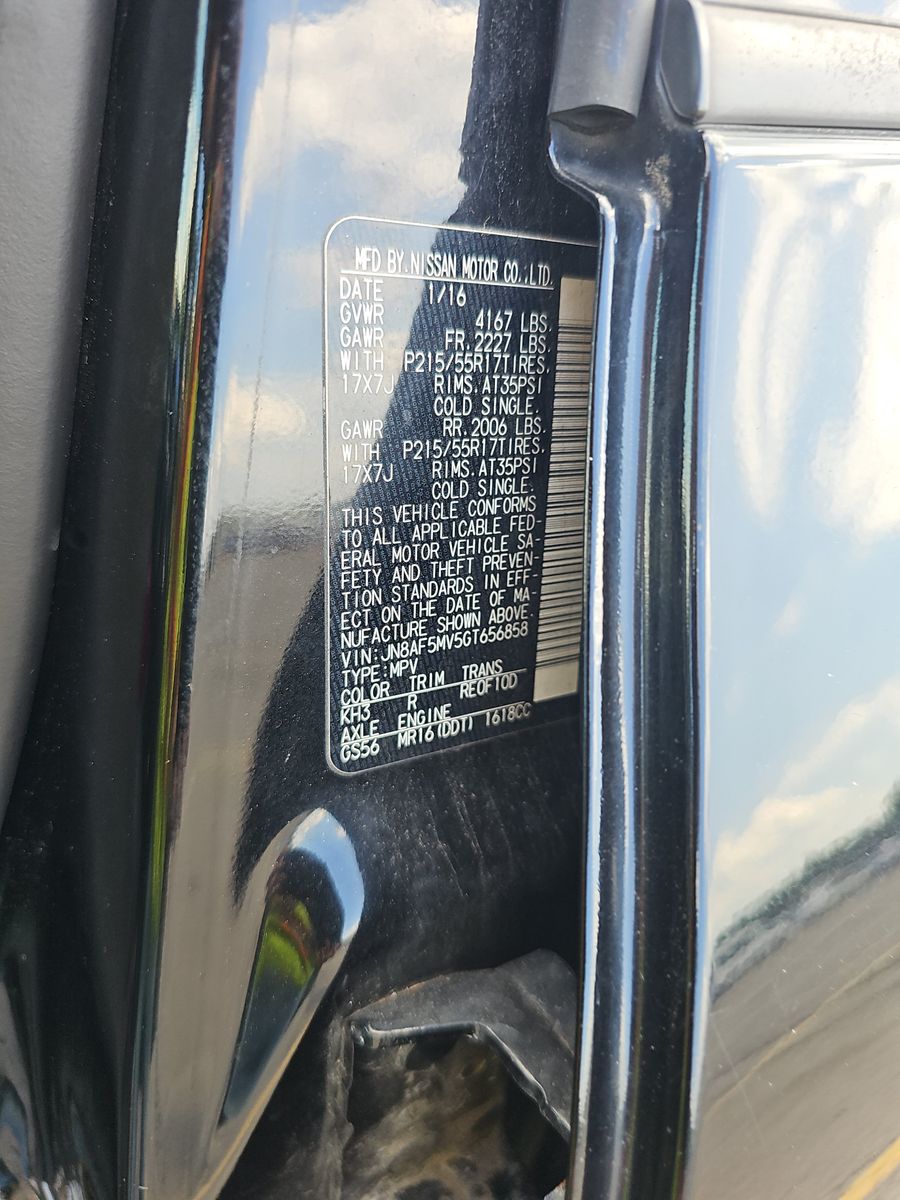 MFD BY.NISSAN MOTOR CO.,LTD.
DATE 1/16
GVWR 4167 LBS.
GAWR FR.2227 LBS.
WITH P215/55R17TIRES.
17X7J RIMS.AT35PSI
COLD SINGLE.
GAWR RR.2006 LBS.
WITH P215/55R17TIRES.
17X7J RIMS.AT35PSI
COLD SINGLE.
THIS VEHICLE CONFORMS
TO ALL APPLICABLE FED-
ERAL MOTOR VEHICLE SA-
FETY AND THEFT PREVEN-
TION STANDARDS IN EFF-
ECT ON THE DATE OF MA-
NUFACTURE SHOWN ABOVE.
VIN:JN8AF5MV5GT656858
TYPE:MPV
COLOR TRIM TRANS
KH3 R REOF10D
AXLE ENGINE
GS56 MR16(DDT) 1618CC